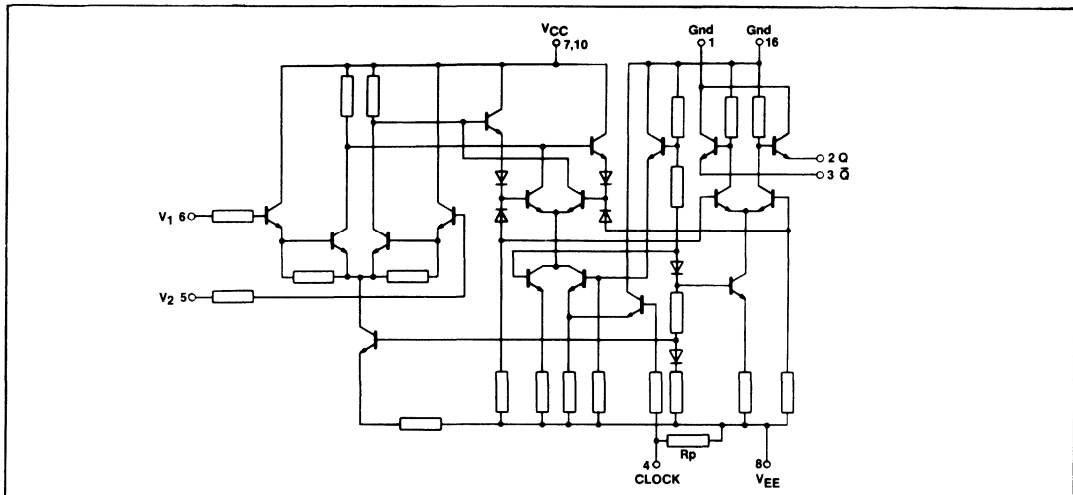 VCC
7,10
Gnd
1
Gnd
16
2 Q
3 Q̅
V1 6
V2 5
4
CLOCK
Rp
8
VEE